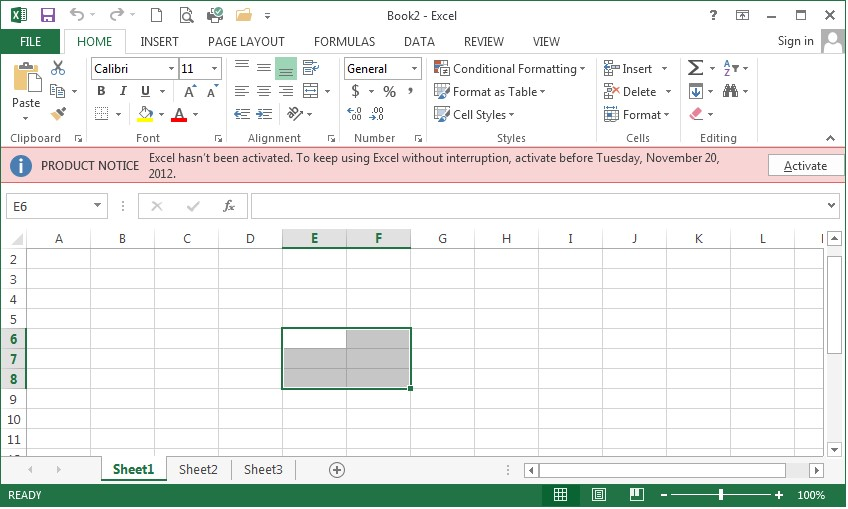 Book2 - Excel
FILE HOME INSERT PAGE LAYOUT FORMULAS DATA REVIEW VIEW Sign in
Calibri 11 General Conditional Formatting Insert
Paste B I U A A $ % , Format as Table Delete
A .00 .00 Cell Styles Format
Clipboard Font Alignment Number Styles Cells Editing
PRODUCT NOTICE Excel hasn't been activated. To keep using Excel without interruption, activate before Tuesday, November 20,
2012. Activate
E6 fx
A B C D E F G H I J K L
2
3
4
5
6
7
8
9
10
11
Sheet1 Sheet2 Sheet3
READY 100%